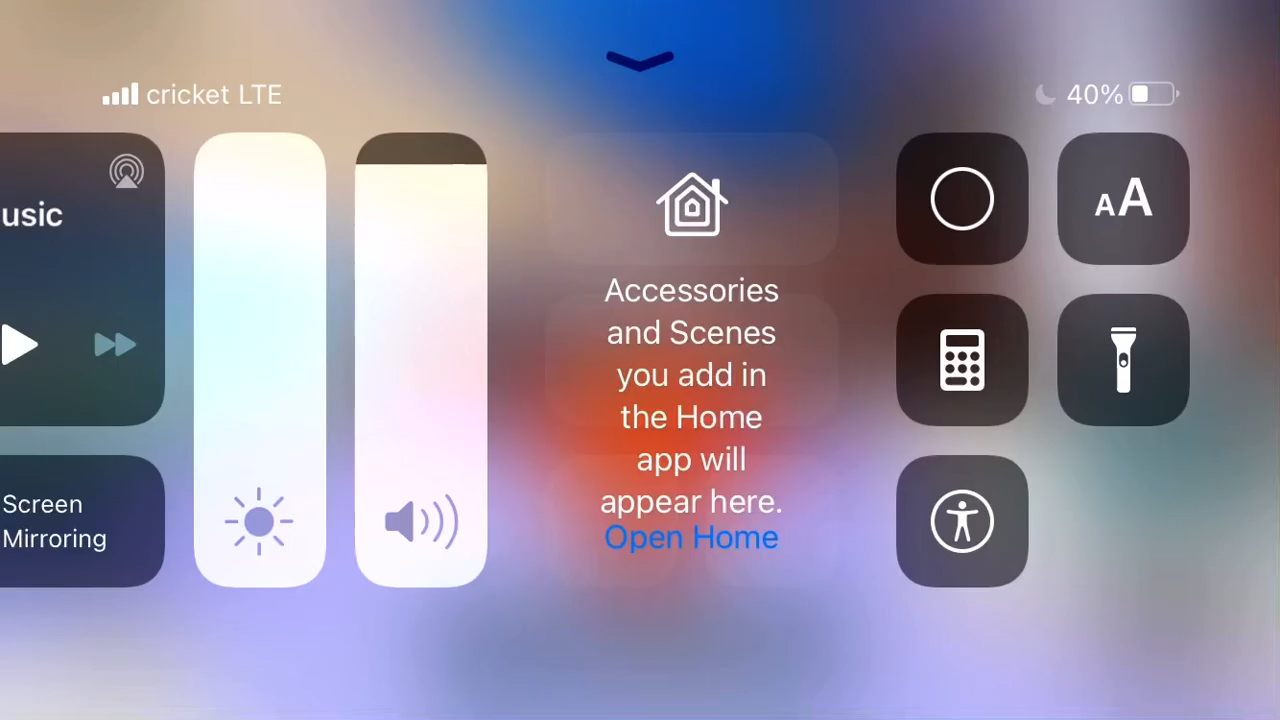 cricket LTE
40%
usic
Screen
Mirroring
Accessories
and Scenes
you add in
the Home
app will
appear here.
Open Home
AA